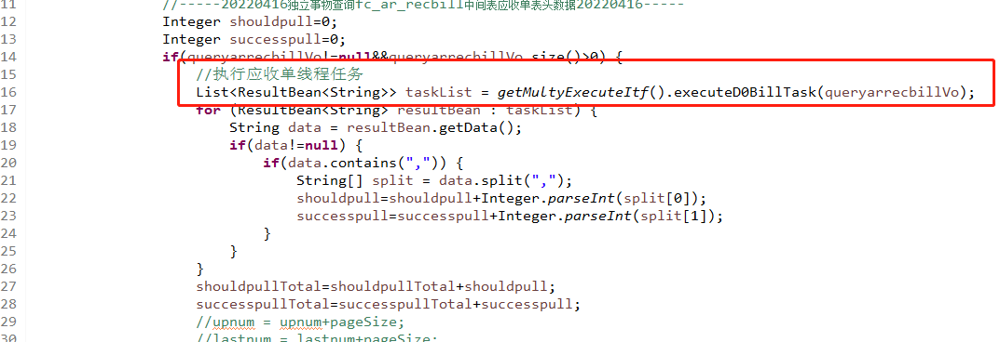 11 //-----20220416独立事物查询fc_ar_recbill中间表应收单表头数据20220416-----
12 Integer shouldpull=0;
13 Integer successpull=0;
14 if(queryarrecbillVo!=null&&queryarrecbillVo.size()>0) {
15 //执行应收单线程任务
16 List<ResultBean<String>> taskList = getMultyExecuteItf().executeD0BillTask(queryarrecbillVo);
17 for (ResultBean<String> resultBean : taskList) {
18 String data = resultBean.getData();
19 if(data!=null) {
20 if(data.contains(",")) {
21 String[] split = data.split(",");
22 shouldpull=shouldpull+Integer.parseInt(split[0]);
23 successpull=successpull+Integer.parseInt(split[1]);
24 }
25 }
26 }
27 shouldpullTotal=shouldpullTotal+shouldpull;
28 successpullTotal=successpullTotal+successpull;
29 //upnum = upnum+pageSize;
30 //lastnum = lastnum+pageSize;